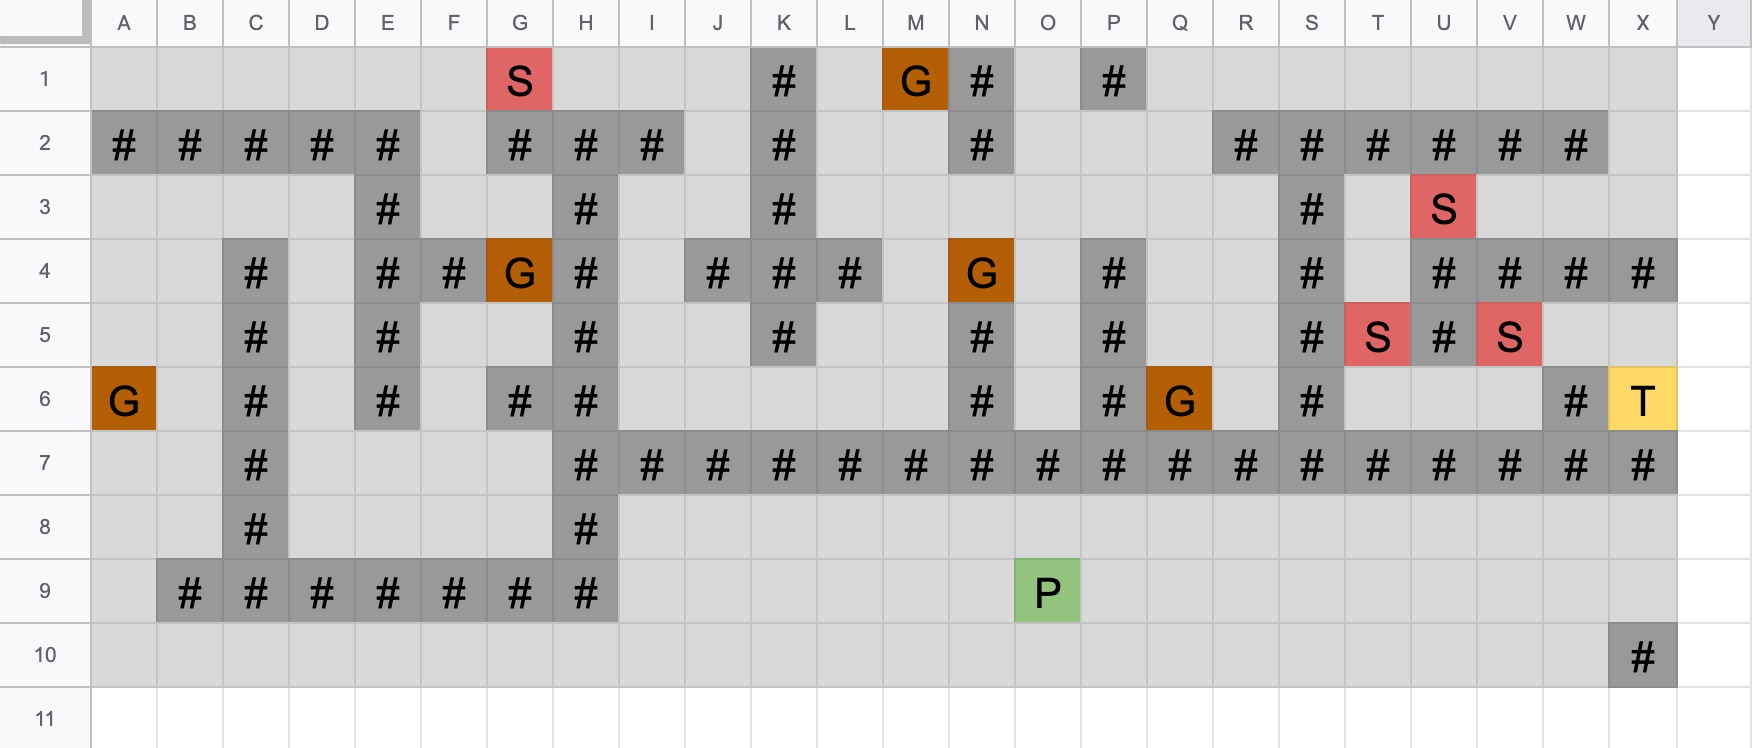 A B C D E F G H I J K L M N O P Q R S T U V W X Y
1 S # G # #
2 # # # # # # # # # # # # # # # #
3 # # # # S
4 # # # G # # # # G # # # # # #
5 # # # # # # # S # S
6 G # # # # # # G # # T
7 # # # # # # # # # # # # # # # # # #
8 # #
9 # # # # # # # P
10 #
11